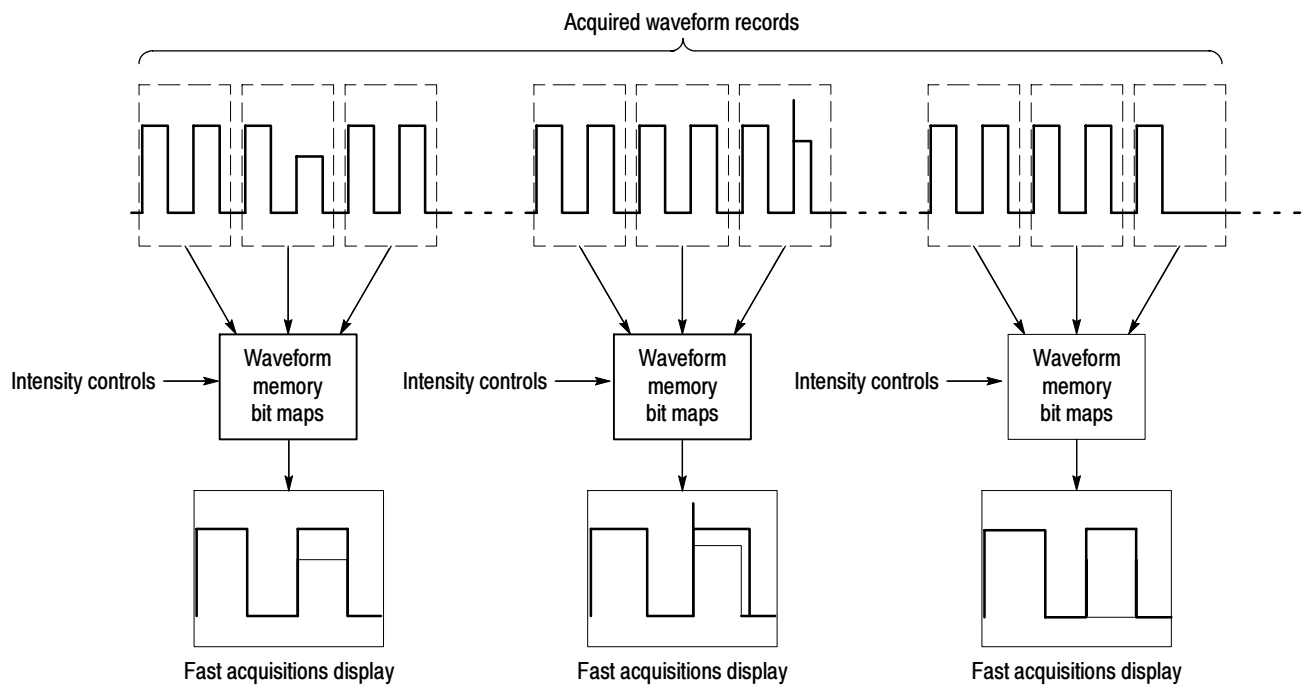 Acquired waveform records
Intensity controls
Waveform
memory
bit maps
Intensity controls
Waveform
memory
bit maps
Intensity controls
Waveform
memory
bit maps
Fast acquisitions display
Fast acquisitions display
Fast acquisitions display